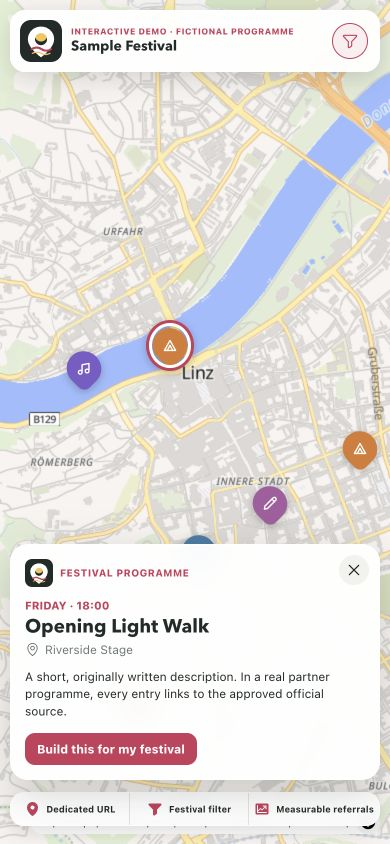 INTERACTIVE DEMO · FICTIONAL PROGRAMME
Sample Festival
URFAHR
Linz
Grubestraße
B129
RÖMERBERG
INNERE STADT
FESTIVAL PROGRAMME
FRIDAY · 18:00
Opening Light Walk
Riverside Stage
A short, originally written description. In a real partner
programme, every entry links to the approved official
source.
Build this for my festival
Dedicated URL
Festival filter
Measurable referrals